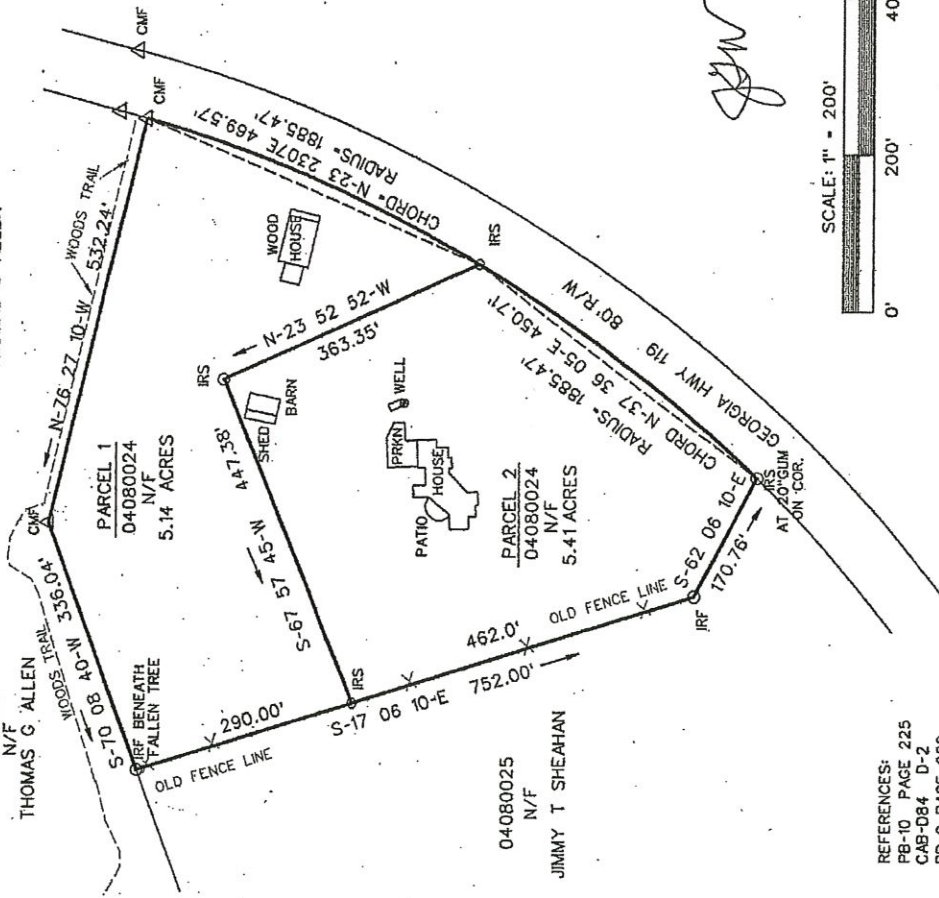 N/F
THOMAS G ALLEN
WOODS TRAIL
CMF
S-70 08 40-W 336.04'
N-76 27 10-W 532.24'
WOODS TRAIL
CMF
CMF
PARCEL 1
04080024
N/F
5.14 ACRES
WOOD
HOUSE
CHORD= N-23 2307E 469.57'
RADIUS= 1885.47'
IRF BENEATH
FALLEN TREE
OLD FENCE LINE
290.00'
IRS
N-23 52 52-W
363.35'
IRS
SHED
BARN
447.38'
S-67 57 45-W
IRS
WELL
PRKN
HOUSE
PATIO
PARCEL 2
04080024
N/F
5.41 ACRES
RADIUS= 1885.47'
CHORD N-37 36 05-E 450.71'
80' R/W
GEORGIA HWY 119
462.0'
OLD FENCE LINE
S-17 06 10-E 752.00'
S-62 06 10-E
170.76'
IRF
IRS
AT 20"GUM
ON COR.
04080025
N/F
JIMMY T SHEAHAN
SCALE: 1" = 200'
0'
200'
REFERENCES:
PB-10 PAGE 225
CAB-D84 D-2